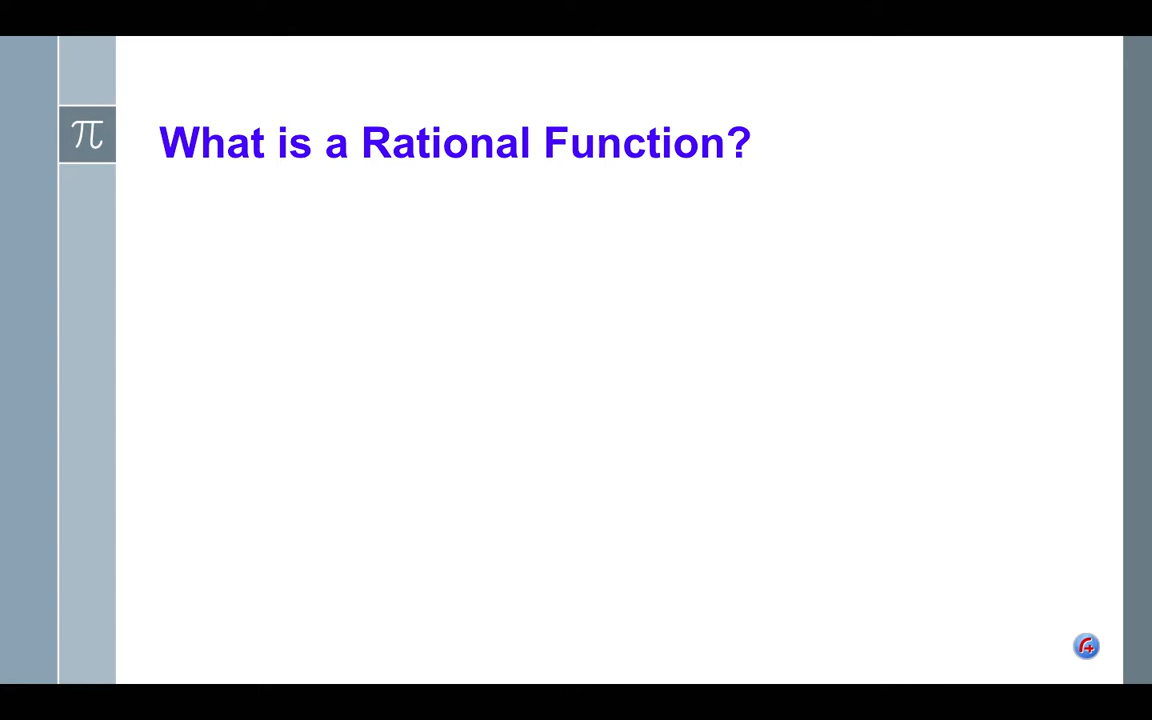 π
What is a Rational Function?